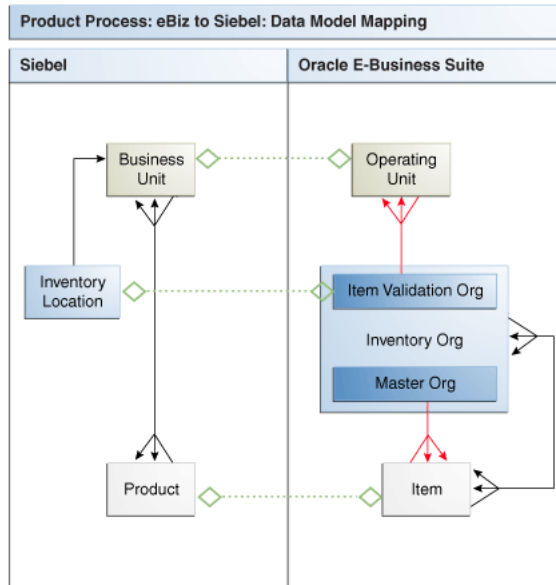 Product Process: eBiz to Siebel: Data Model Mapping
Siebel
Oracle E-Business Suite
Business
Unit
Operating
Unit
Inventory
Location
Item Validation Org
Inventory Org
Master Org
Product
Item